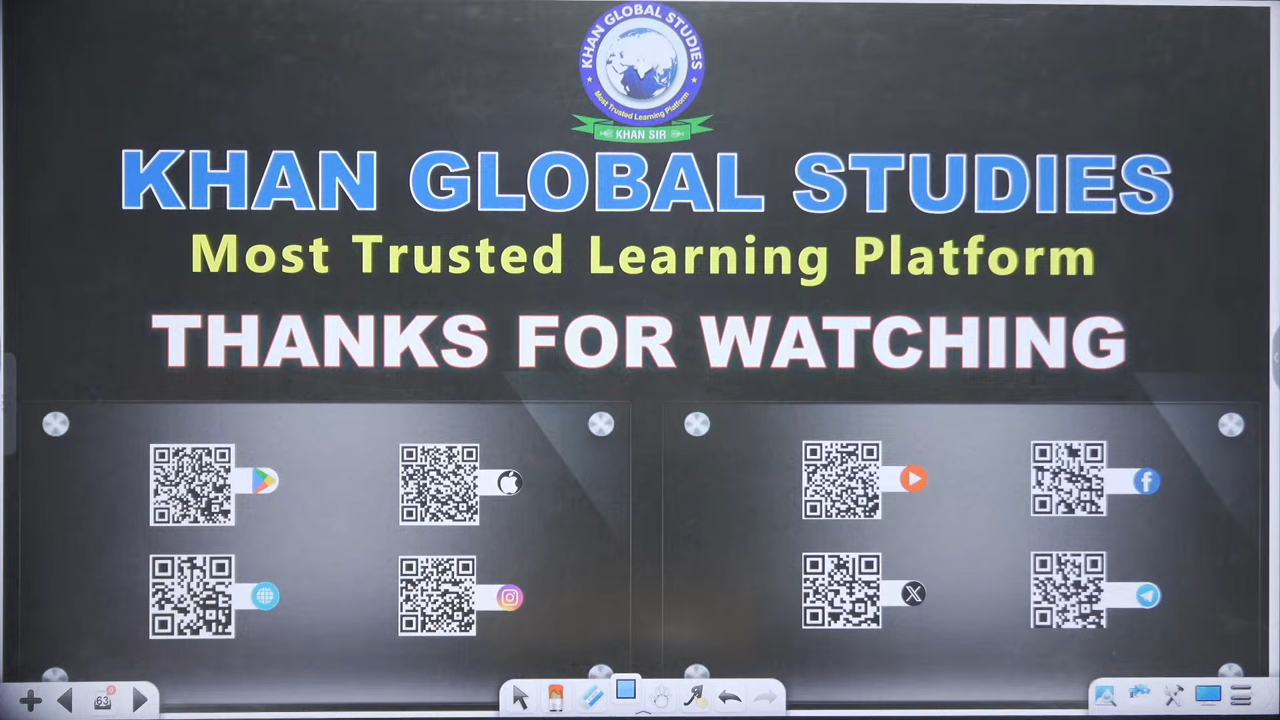 KHAN GLOBAL STUDIES
Most Trusted Learning Platform
KHAN SIR
KHAN GLOBAL STUDIES
Most Trusted Learning Platform
THANKS FOR WATCHING
63